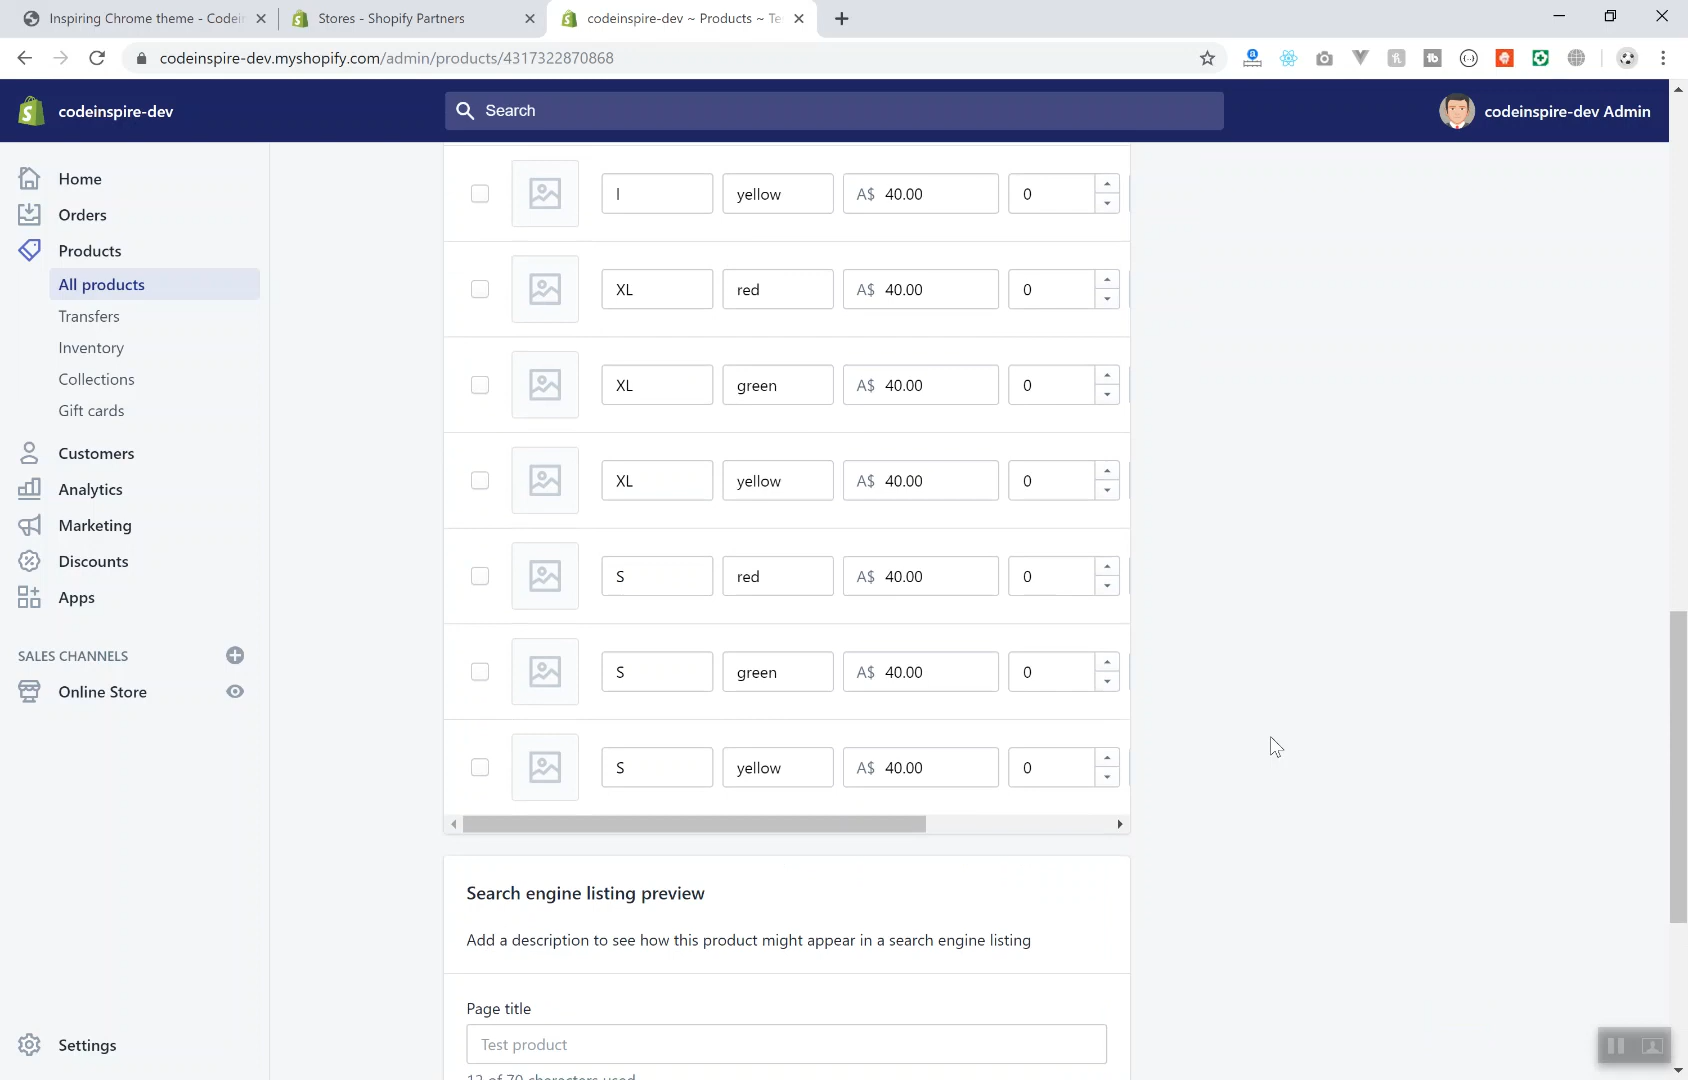 Inspiring Chrome theme - Codein
Stores - Shopify Partners
codeinspire-dev ~ Products ~ Te
codeinspire-dev.myshopify.com/admin/products/4317322870868
codeinspire-dev
Search
codeinspire-dev Admin
Home
Orders
Products
All products
Transfers
Inventory
Collections
Gift cards
Customers
Analytics
Marketing
Discounts
Apps
SALES CHANNELS
Online Store
Settings
l yellow A$ 40.00 0
XL red A$ 40.00 0
XL green A$ 40.00 0
XL yellow A$ 40.00 0
S red A$ 40.00 0
S green A$ 40.00 0
S yellow A$ 40.00 0
Search engine listing preview
Add a description to see how this product might appear in a search engine listing
Page title
Test product
12 of 70 characters used